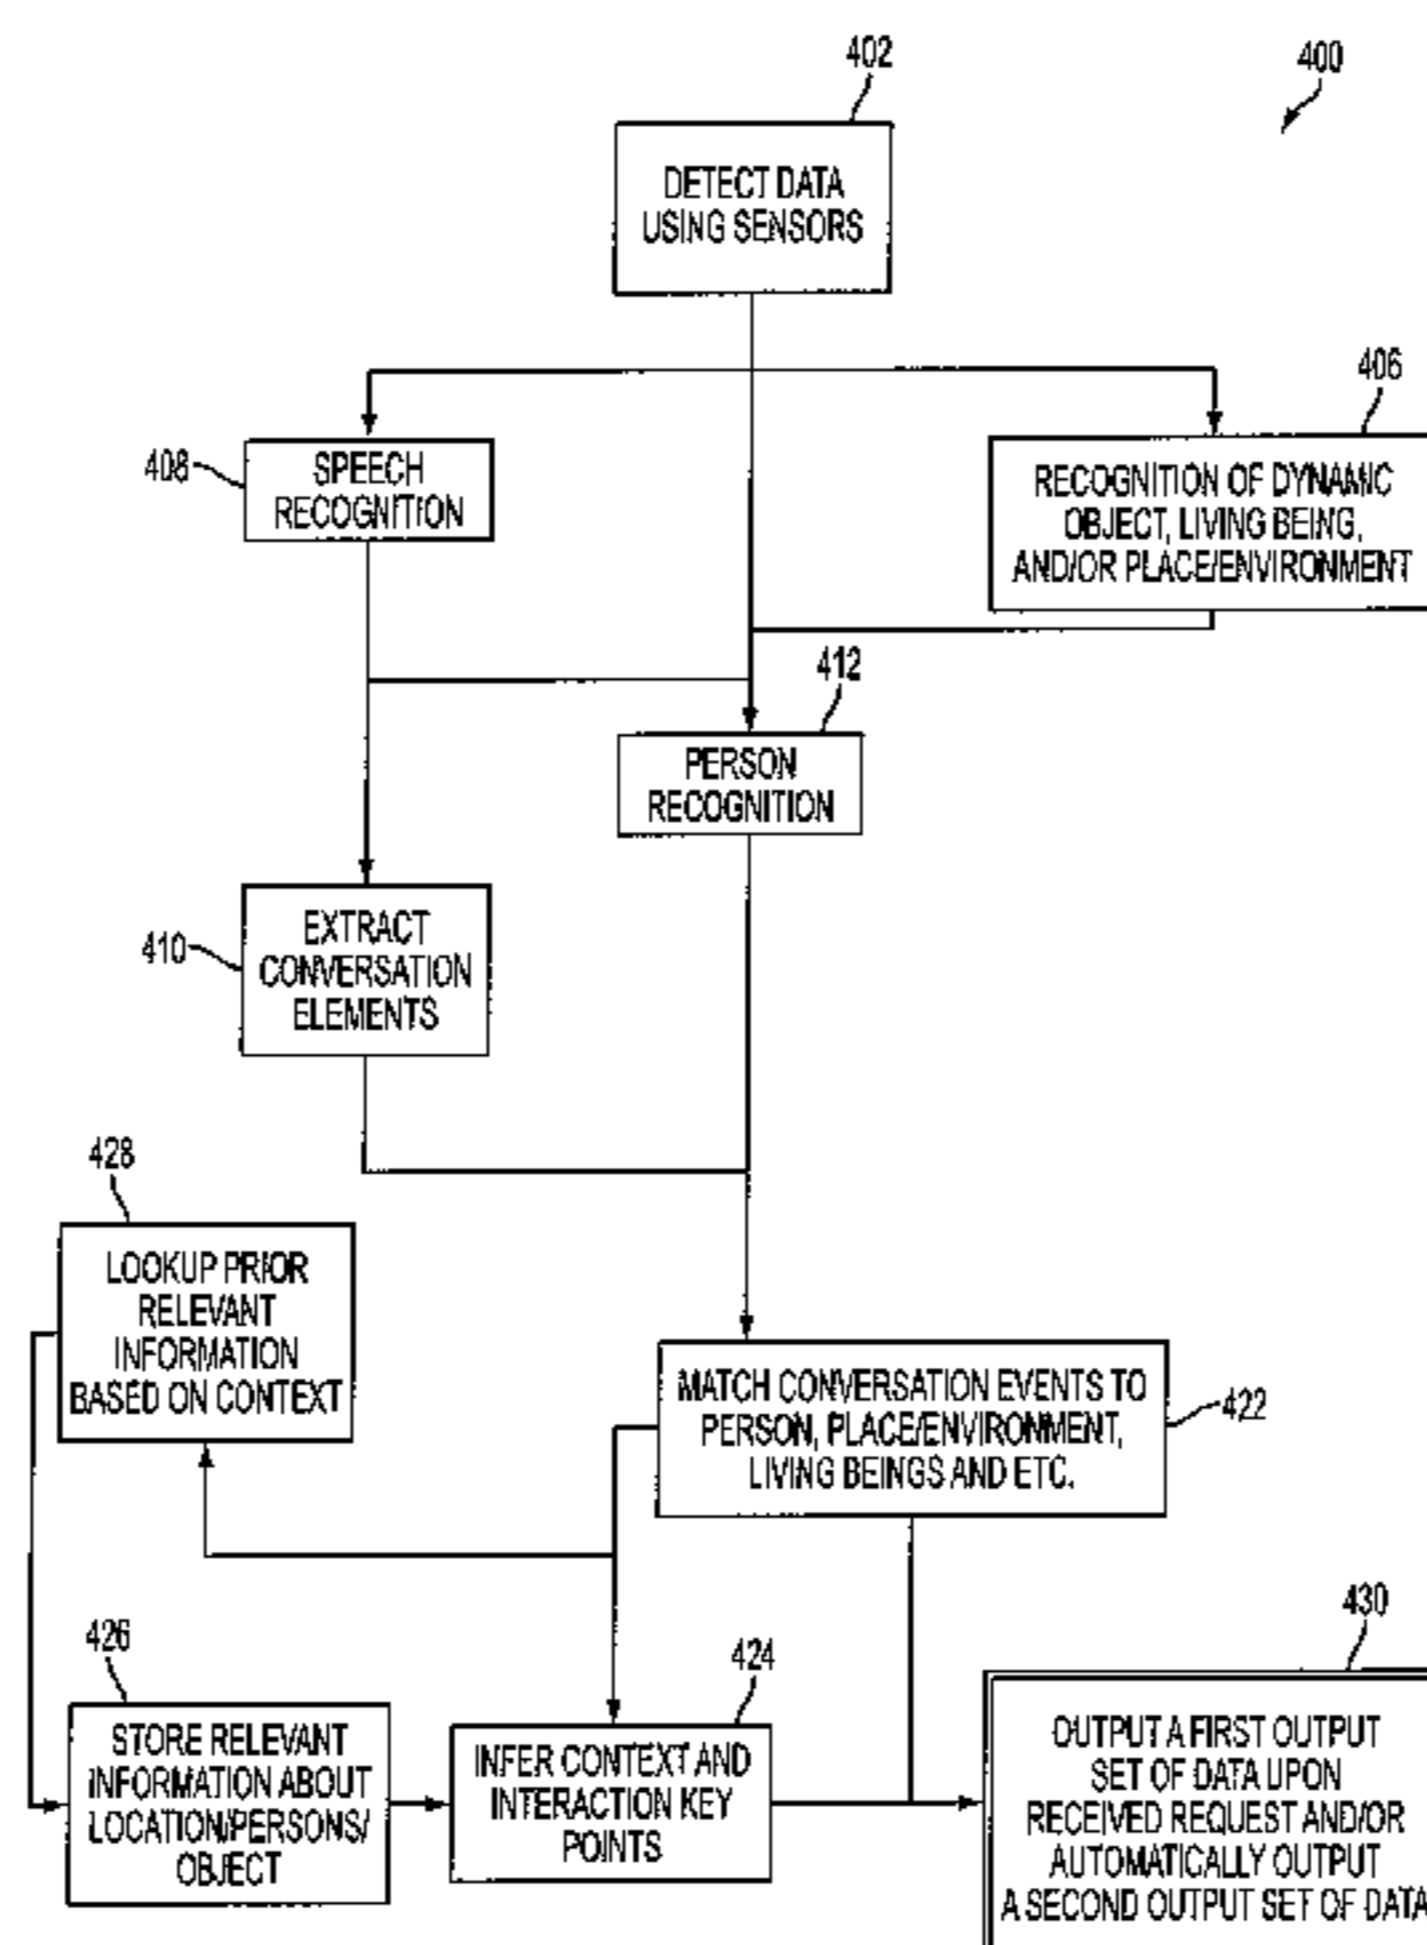 402
400
DETECT DATA
USING SENSORS
406
408
SPEECH
RECOGNITION
RECOGNITION OF DYNAMIC
OBJECT, LIVING BEING,
AND/OR PLACE/ENVIRONMENT
412
PERSON
RECOGNITION
410
EXTRACT
CONVERSATION
ELEMENTS
428
LOOKUP PRIOR
RELEVANT
INFORMATION
BASED ON CONTEXT
MATCH CONVERSATION EVENTS TO
PERSON, PLACE/ENVIRONMENT,
LIVING BEINGS AND ETC.
422
426
424
430
STORE RELEVANT
INFORMATION ABOUT
LOCATION/PERSONS/
OBJECT
INFER CONTEXT AND
INTERACTION KEY
POINTS
OUTPUT A FIRST OUTPUT
SET OF DATA UPON
RECEIVED REQUEST AND/OR
AUTOMATICALLY OUTPUT
A SECOND OUTPUT SET OF DATA